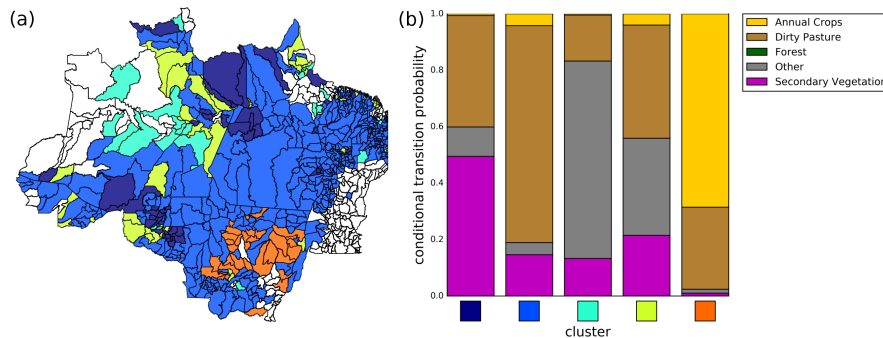 (a)
(b)
conditional transition probability
1.0
0.8
0.6
0.4
0.2
0.0
cluster
Annual Crops
Dirty Pasture
Forest
Other
Secondary Vegetation